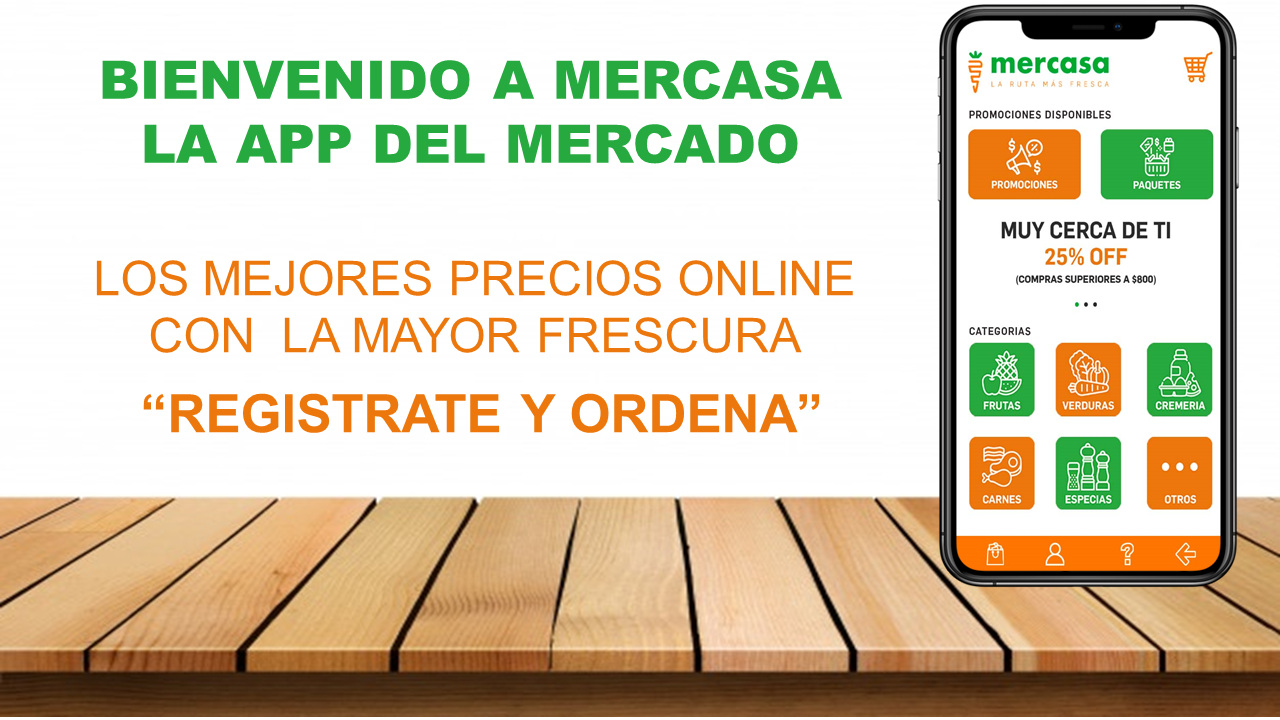 BIENVENIDO A MERCASA
LA APP DEL MERCADO
LOS MEJORES PRECIOS ONLINE
CON LA MAYOR FRESCURA
“REGISTRATE Y ORDENA”
mercasa
LA RUTA MÁS FRESCA
PROMOCIONES DISPONIBLES
PROMOCIONES
PAQUETES
MUY CERCA DE TI
25% OFF
(COMPRAS SUPERIORES A $800)
CATEGORIAS
FRUTAS
VERDURAS
CREMERIA
CARNES
ESPECIAS
OTROS